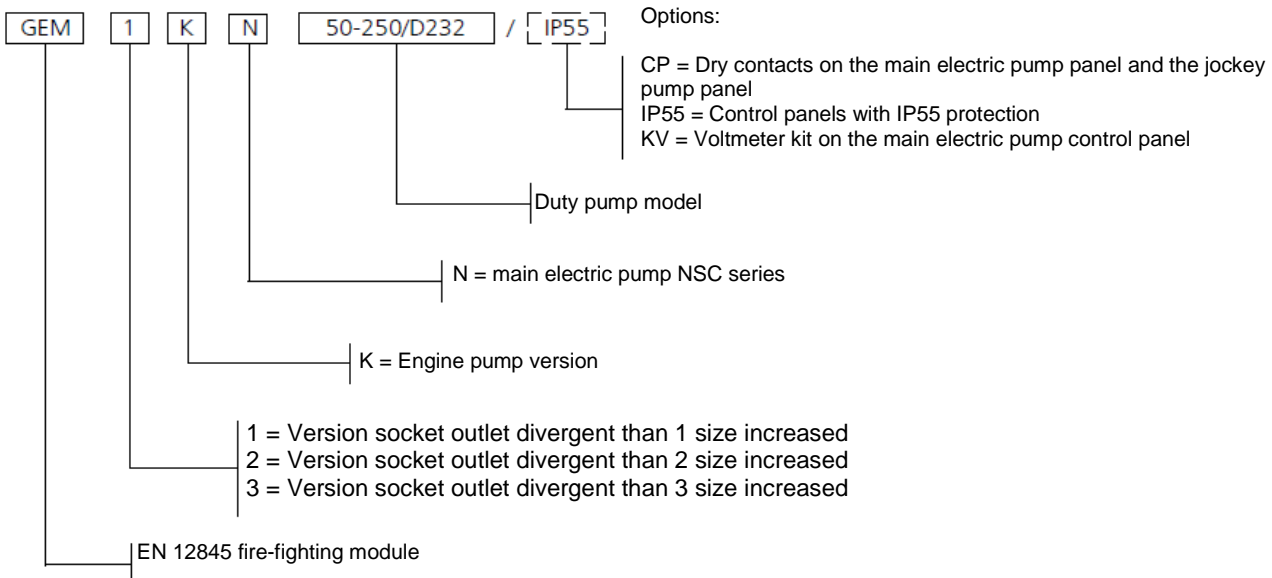 GEM 1 K N 50-250/D232 / IP55
Options:
CP = Dry contacts on the main electric pump panel and the jockey
pump panel
IP55 = Control panels with IP55 protection
KV = Voltmeter kit on the main electric pump control panel
Duty pump model
N = main electric pump NSC series
K = Engine pump version
1 = Version socket outlet divergent than 1 size increased
2 = Version socket outlet divergent than 2 size increased
3 = Version socket outlet divergent than 3 size increased
EN 12845 fire-fighting module